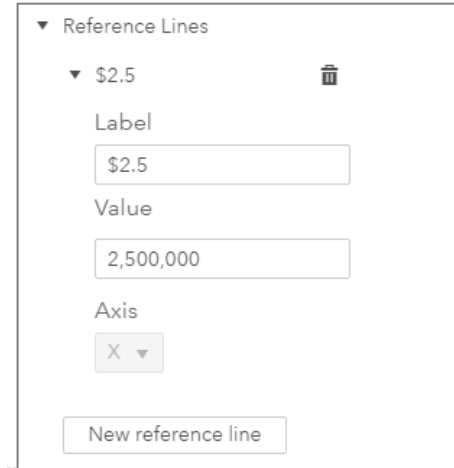 Reference Lines
$2.5
Label
$2.5
Value
2,500,000
Axis
X
New reference line